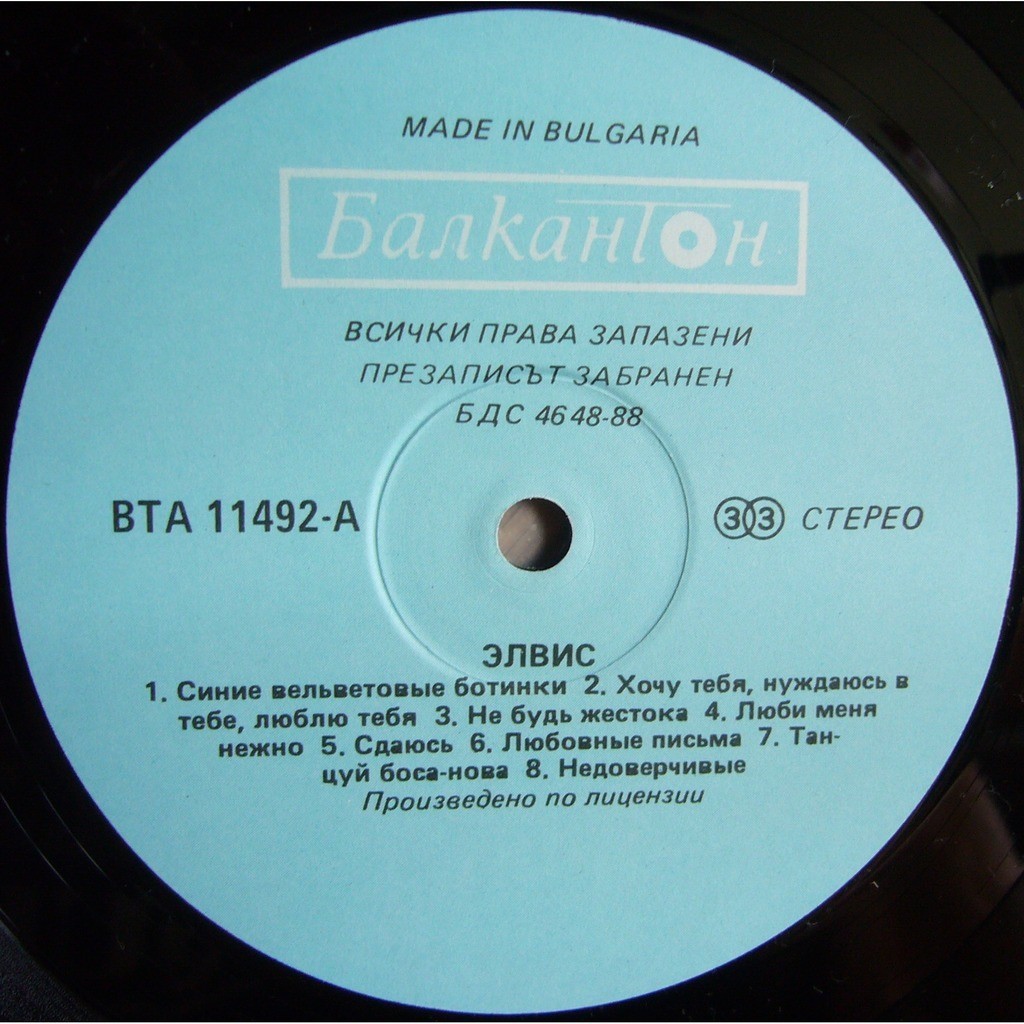 MADE IN BULGARIA
Балкантон
ВСИЧКИ ПРАВА ЗАПАЗЕНИ
ПРЕЗАПИСЪТ ЗАБРАНЕН
БДС 4648-88
ВТА 11492-А
33 СТЕРЕО
ЭЛВИС
1. Синие вельветовые ботинки 2. Хочу тебя, нуждаюсь в
тебе, люблю тебя 3. Не будь жестока 4. Люби меня
нежно 5. Сдаюсь 6. Любовные письма 7. Тан-
цуй боса-нова 8. Недоверчивые
Произведено по лицензии